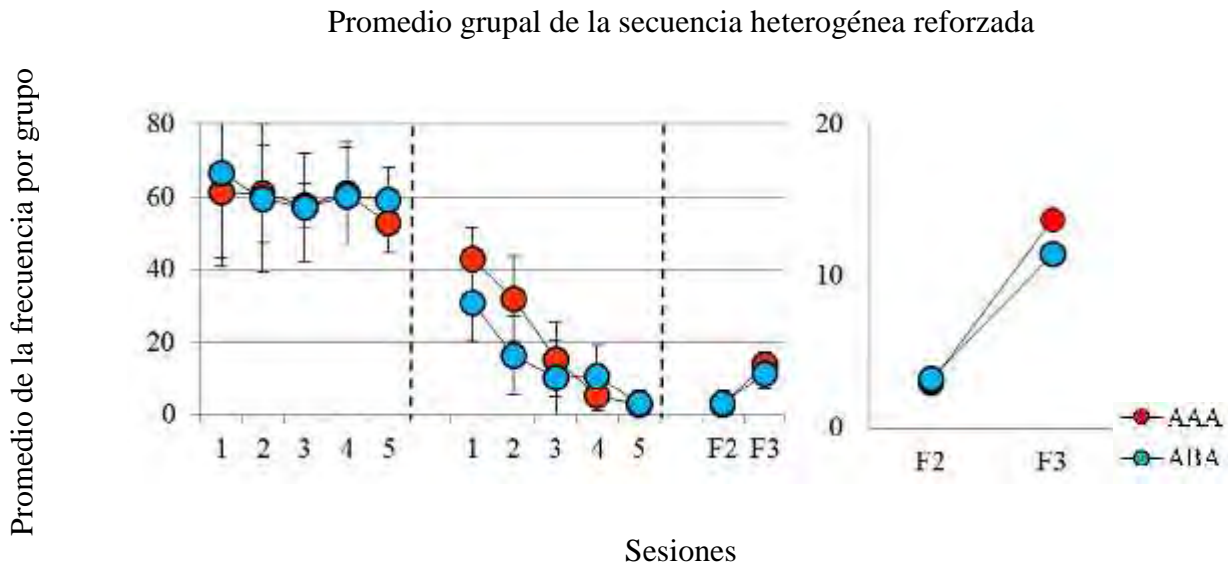 Promedio grupal de la secuencia heterogénea reforzada
Promedio de la frecuencia por grupo
80
60
40
20
0
1 2 3 4 5 1 2 3 4 5 F2 F3
20
10
0
F2 F3
AAA
ABA
Sesiones